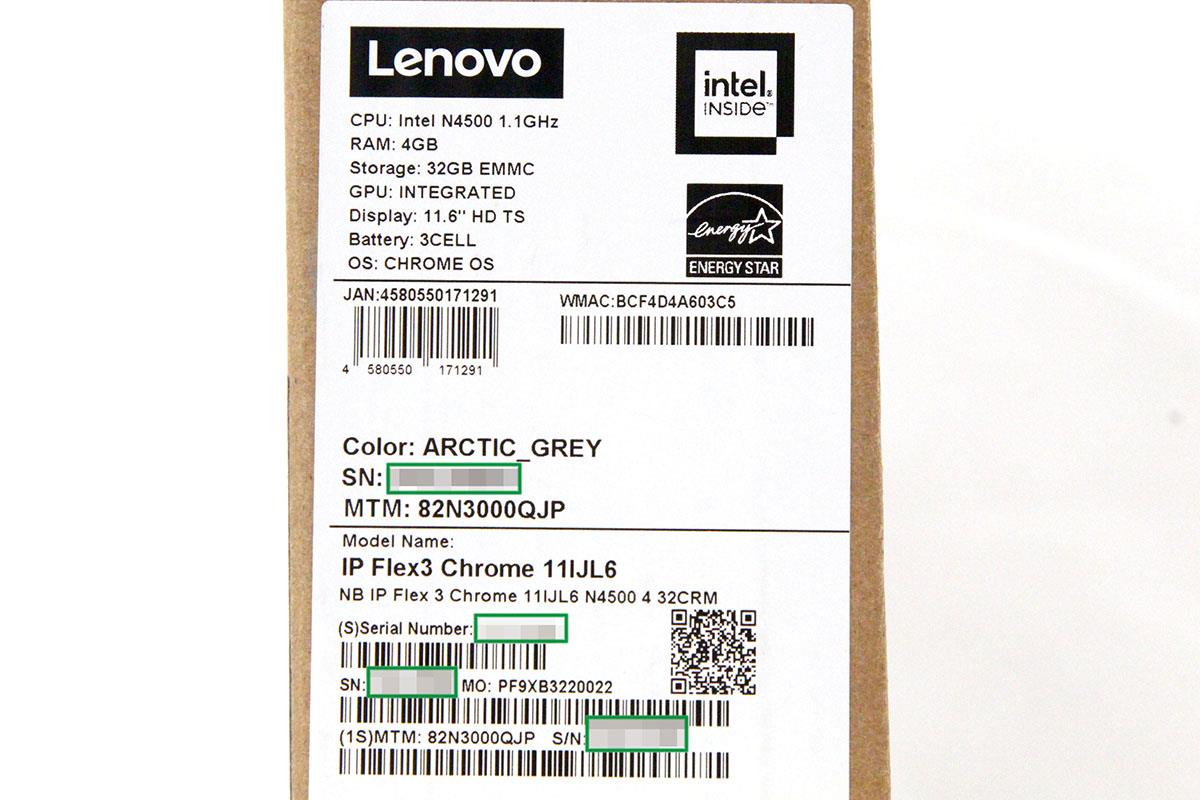 Lenovo
intel®
INSIDE™
CPU: Intel N4500 1.1GHz
RAM: 4GB
Storage: 32GB EMMC
GPU: INTEGRATED
Display: 11.6" HD TS
Battery: 3CELL
OS: CHROME OS
energy
ENERGY STAR
JAN:4580550171291
4 580550 171291
WMAC:BCF4D4A603C5
Color: ARCTIC_GREY
SN:
MTM: 82N3000QJP
Model Name:
IP Flex3 Chrome 11IJL6
NB IP Flex 3 Chrome 11IJL6 N4500 4 32CRM
(S)Serial Number:
SN: MO: PF9XB3220022
(1S)MTM: 82N3000QJP S/N: